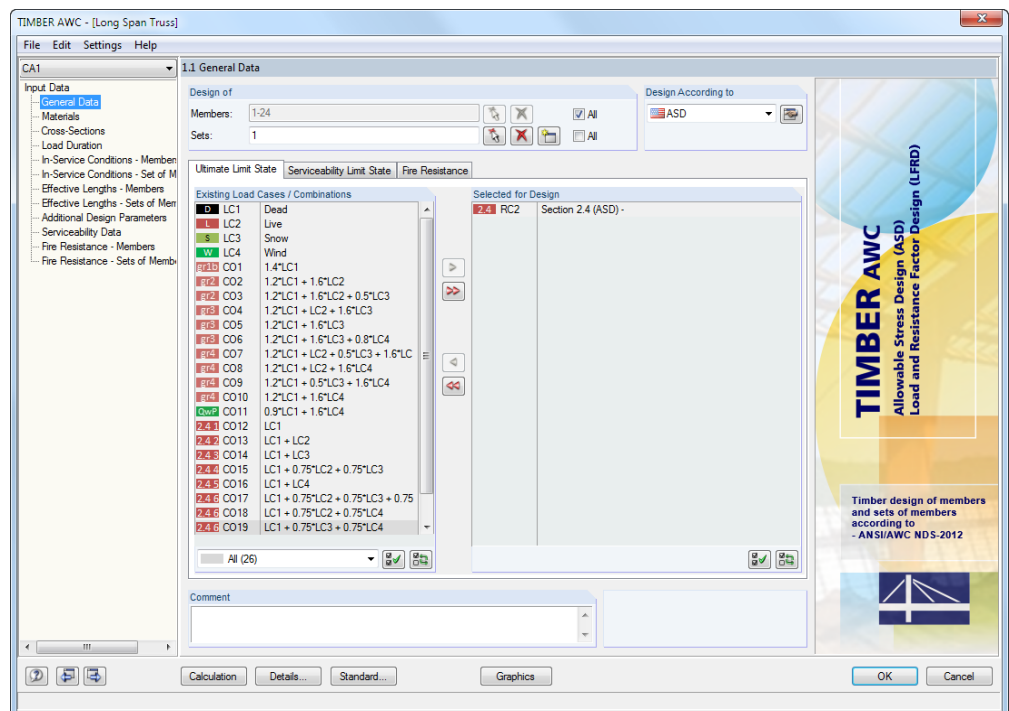 TIMBER AWC - [Long Span Truss]
File Edit Settings Help
CA1
Input Data
General Data
Materials
Cross-Sections
Load Duration
In-Service Conditions - Member
In-Service Conditions - Set of M
Effective Lengths - Members
Effective Lengths - Sets of Mem
Additional Design Parameters
Serviceability Data
Fire Resistance - Members
Fire Resistance - Sets of Memb
1.1 General Data
Design of
Members: 1-24 All
Sets: 1 All
Design According to
ASD
Ultimate Limit State Serviceability Limit State Fire Resistance
Existing Load Cases / Combinations
D LC1 Dead
L LC2 Live
S LC3 Snow
W LC4 Wind
gr1b CO1 1.4*LC1
gr2 CO2 1.2*LC1 + 1.6*LC2
gr2 CO3 1.2*LC1 + 1.6*LC2 + 0.5*LC3
gr3 CO4 1.2*LC1 + LC2 + 1.6*LC3
gr3 CO5 1.2*LC1 + 1.6*LC3
gr3 CO6 1.2*LC1 + 1.6*LC3 + 0.8*LC4
gr4 CO7 1.2*LC1 + LC2 + 0.5*LC3 + 1.6*LC
gr4 CO8 1.2*LC1 + LC2 + 1.6*LC4
gr4 CO9 1.2*LC1 + 0.5*LC3 + 1.6*LC4
gr4 CO10 1.2*LC1 + 1.6*LC4
QwP CO11 0.9*LC1 + 1.6*LC4
2.4 1 CO12 LC1
2.4 2 CO13 LC1 + LC2
2.4 3 CO14 LC1 + LC3
2.4 4 CO15 LC1 + 0.75*LC2 + 0.75*LC3
2.4 5 CO16 LC1 + LC4
2.4 6 CO17 LC1 + 0.75*LC2 + 0.75*LC3 + 0.75
2.4 6 CO18 LC1 + 0.75*LC2 + 0.75*LC4
2.4 6 CO19 LC1 + 0.75*LC3 + 0.75*LC4
All (26)
Selected for Design
2.4 RC2 Section 2.4 (ASD) -
Comment
TIMBER AWC
Allowable Stress Design (ASD)
Load and Resistance Factor Design (LFRD)
Timber design of members
and sets of members
according to
- ANSI/AWC NDS-2012
Calculation Details... Standard... Graphics OK Cancel